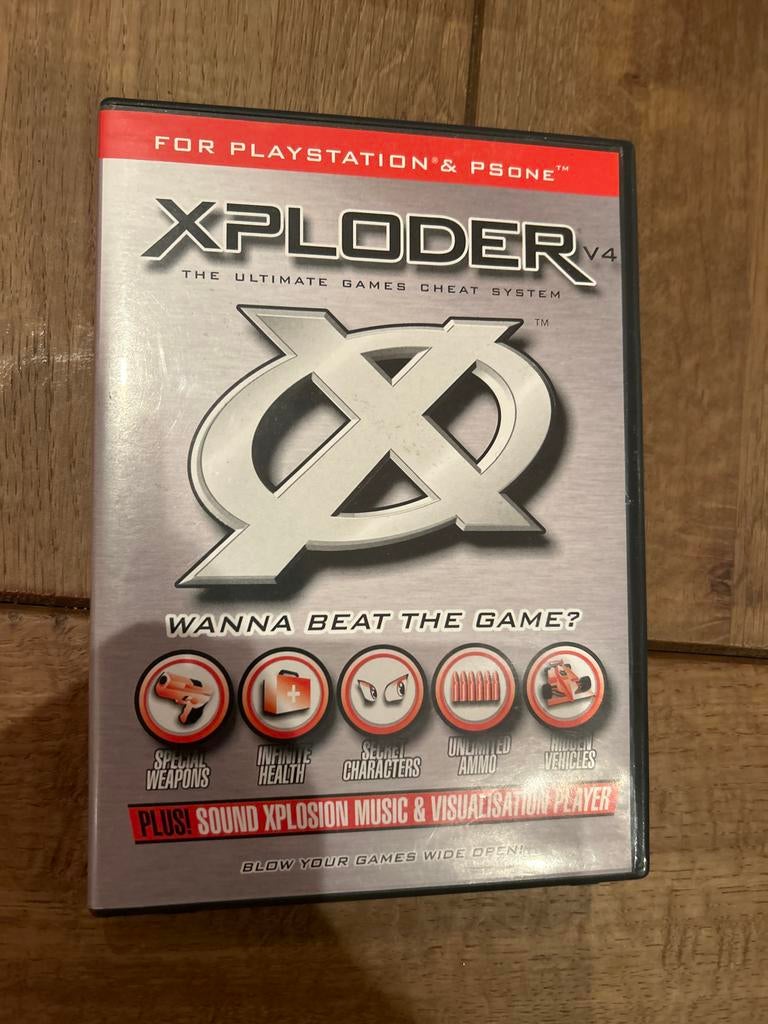 FOR PLAYSTATION® & PSONE™
XPLODER V4
THE ULTIMATE GAMES CHEAT SYSTEM
TM
WANNA BEAT THE GAME?
SPECIAL WEAPONS
INFINITE HEALTH
SECRET CHARACTERS
UNLIMITED AMMO
HIDDEN VEHICLES
PLUS! SOUND XPLOSION MUSIC & VISUALISATION PLAYER
BLOW YOUR GAMES WIDE OPEN!